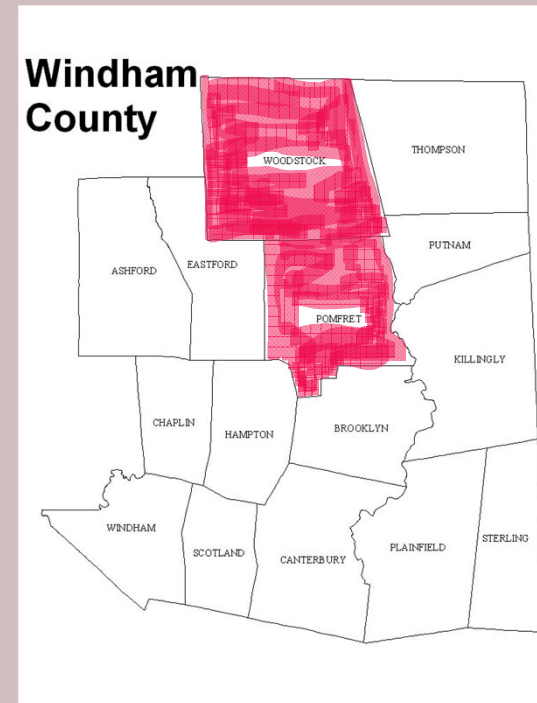 Windham
County
WOODSTOCK
THOMPSON
PUTNAM
ASHFORD
EASTFORD
POMFRET
KILLINGLY
CHAPLIN
HAMPTON
BROOKLYN
WINDHAM
SCOTLAND
CANTERBURY
PLAINFIELD
STERLING